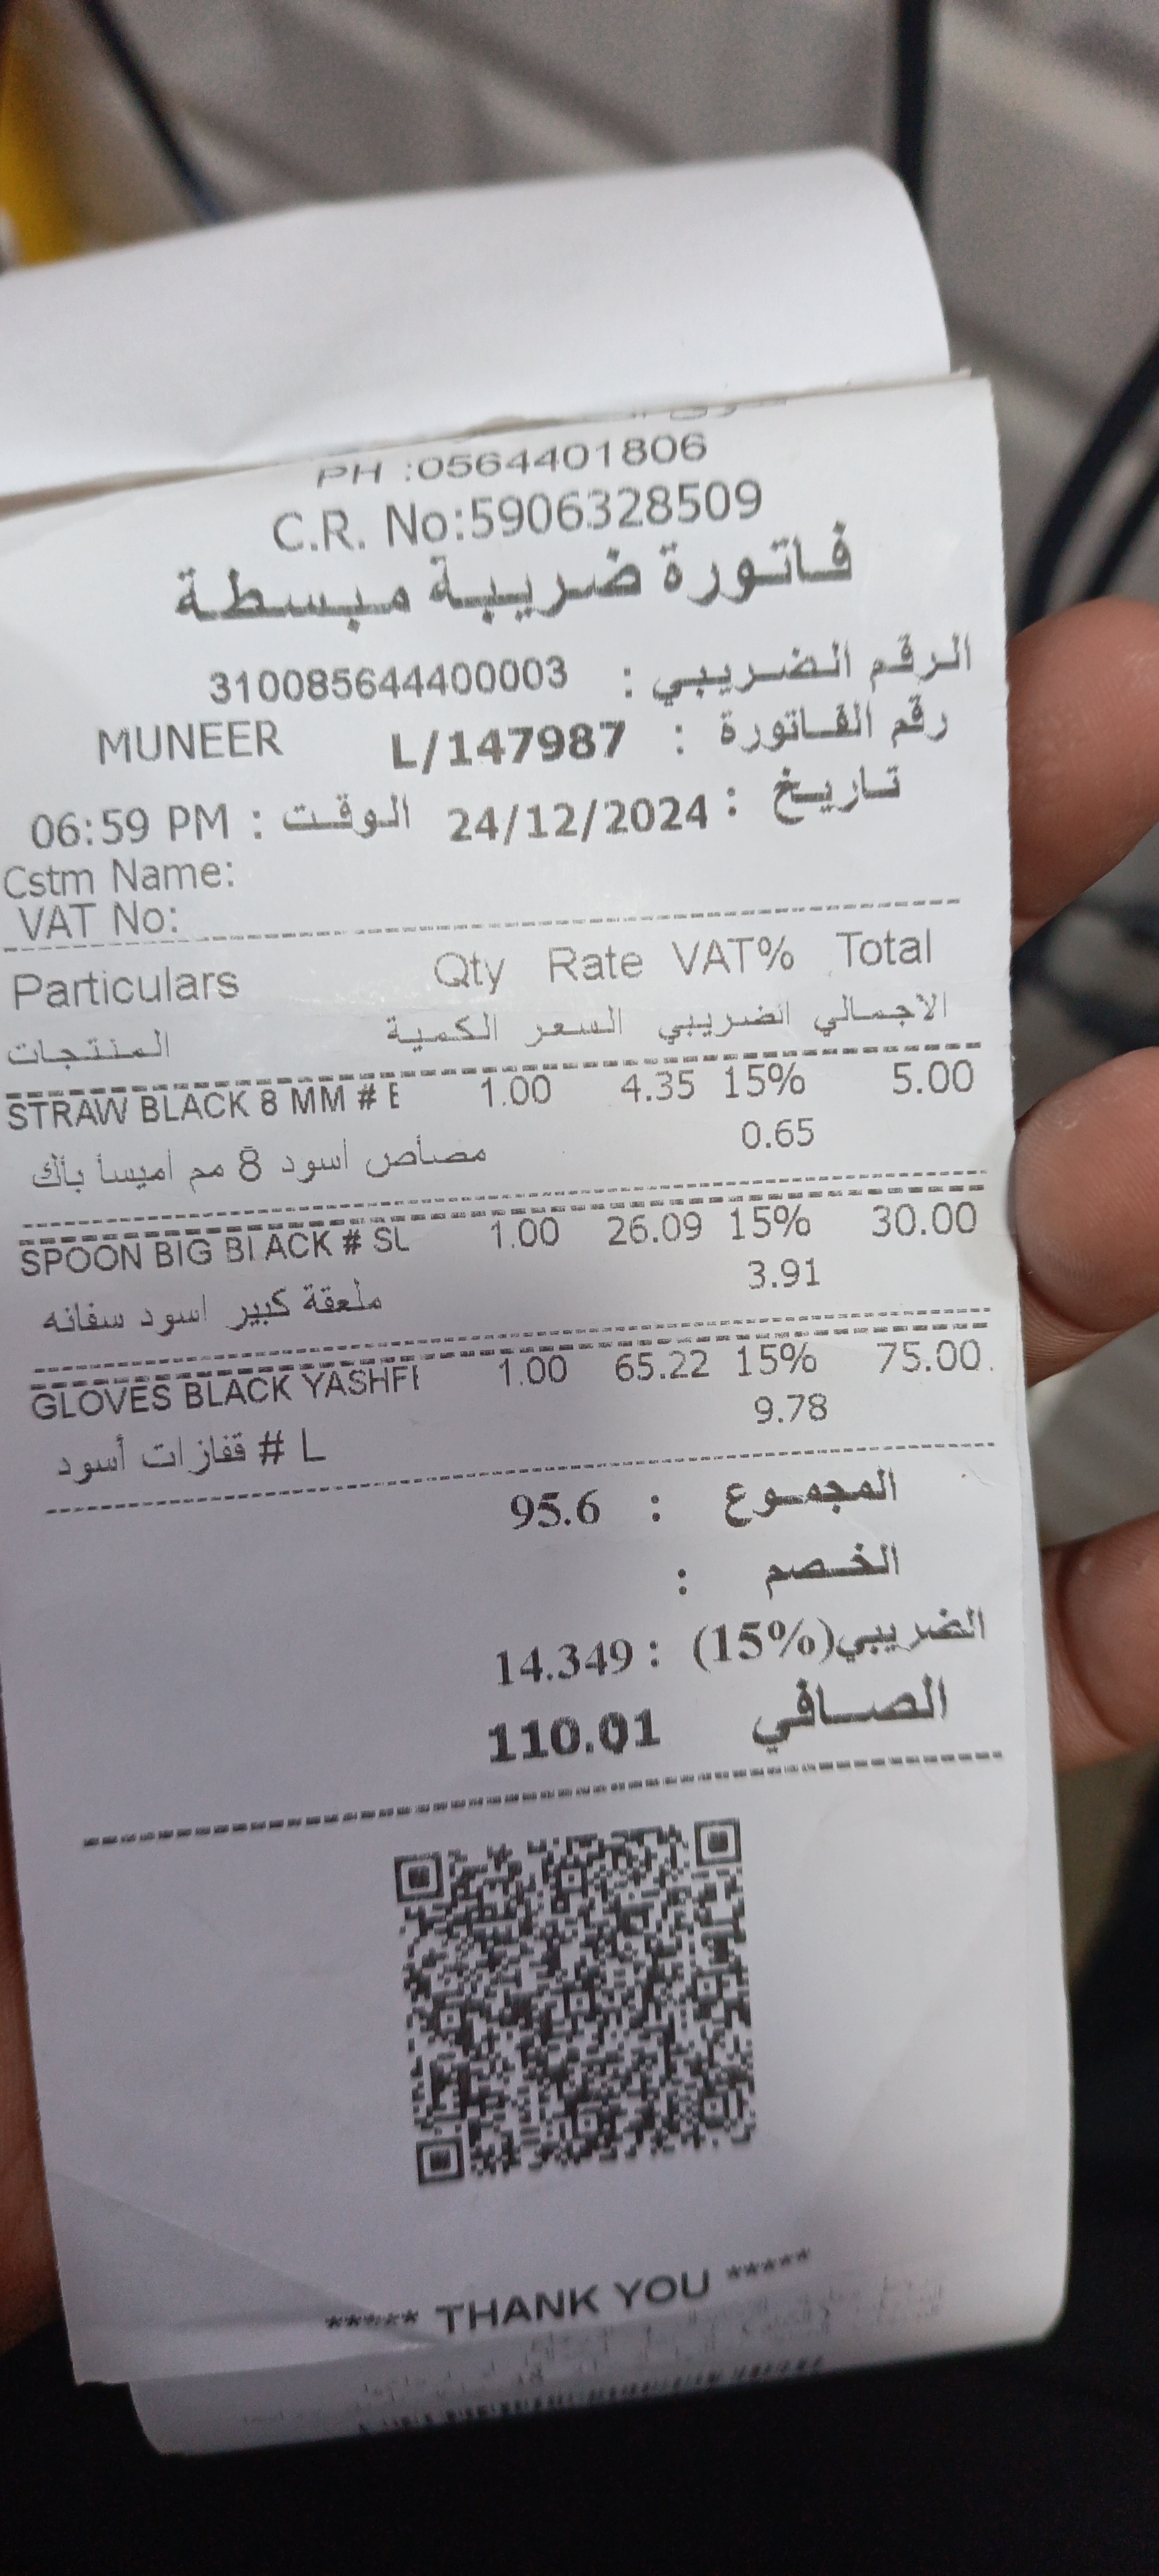 PH :0564401806
C.R. No:5906328509
فاتورة ضريبية مبسطة
الرقم الضريبي : 310085644400003
رقم الفاتورة : L/147987 MUNEER
تاريخ : 24/12/2024 الوقت : 06:59 PM
Cstm Name:
VAT No:
Particulars Qty Rate VAT% Total
المنتجات الكمية السعر الضريبي الاجمالي
STRAW BLACK 8 MM # E 1.00 4.35 15% 5.00
0.65
مصاص اسود 8 مم اميسا باك
SPOON BIG BLACK # SL 1.00 26.09 15% 30.00
3.91
ملعقة كبير اسود سفانه
GLOVES BLACK YASHFI 1.00 65.22 15% 75.00
9.78
قفازات أسود # L
المجموع : 95.6
الخصم :
الضريبي(15%) : 14.349
الصافي 110.01
***** THANK YOU *****